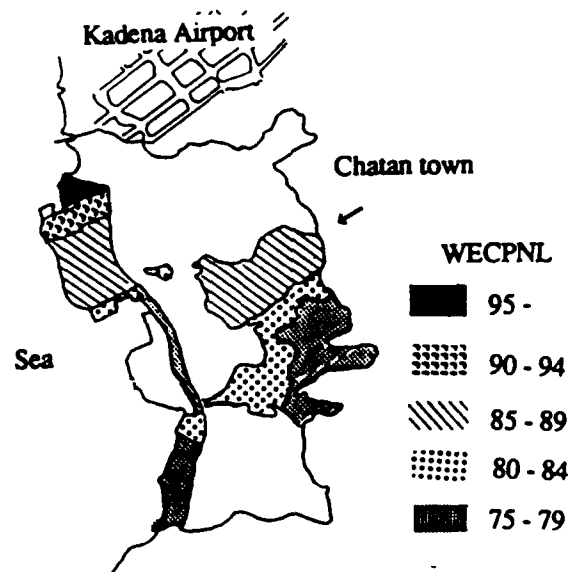 Kadena Airport
Chatan town
WECPNL
95 -
90 - 94
Sea
85 - 89
80 - 84
75 - 79